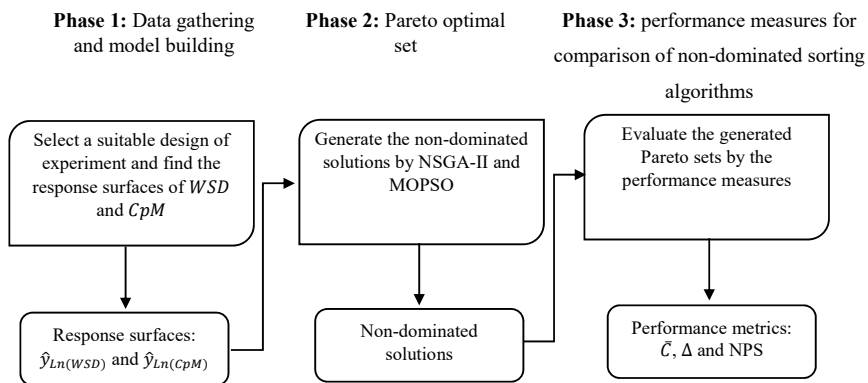 Phase 1: Data gathering
and model building
Phase 2: Pareto optimal
set
Phase 3: performance measures for
comparison of non-dominated sorting
algorithms
Select a suitable design of
experiment and find the
response surfaces of WSD
and CpM
Generate the non-dominated
solutions by NSGA-II and
MOPSO
Evaluate the generated
Pareto sets by the
performance measures
Response surfaces:
ŷ_Ln(WSD) and ŷ_Ln(CpM)
Non-dominated
solutions
Performance metrics:
C̄, Δ and NPS